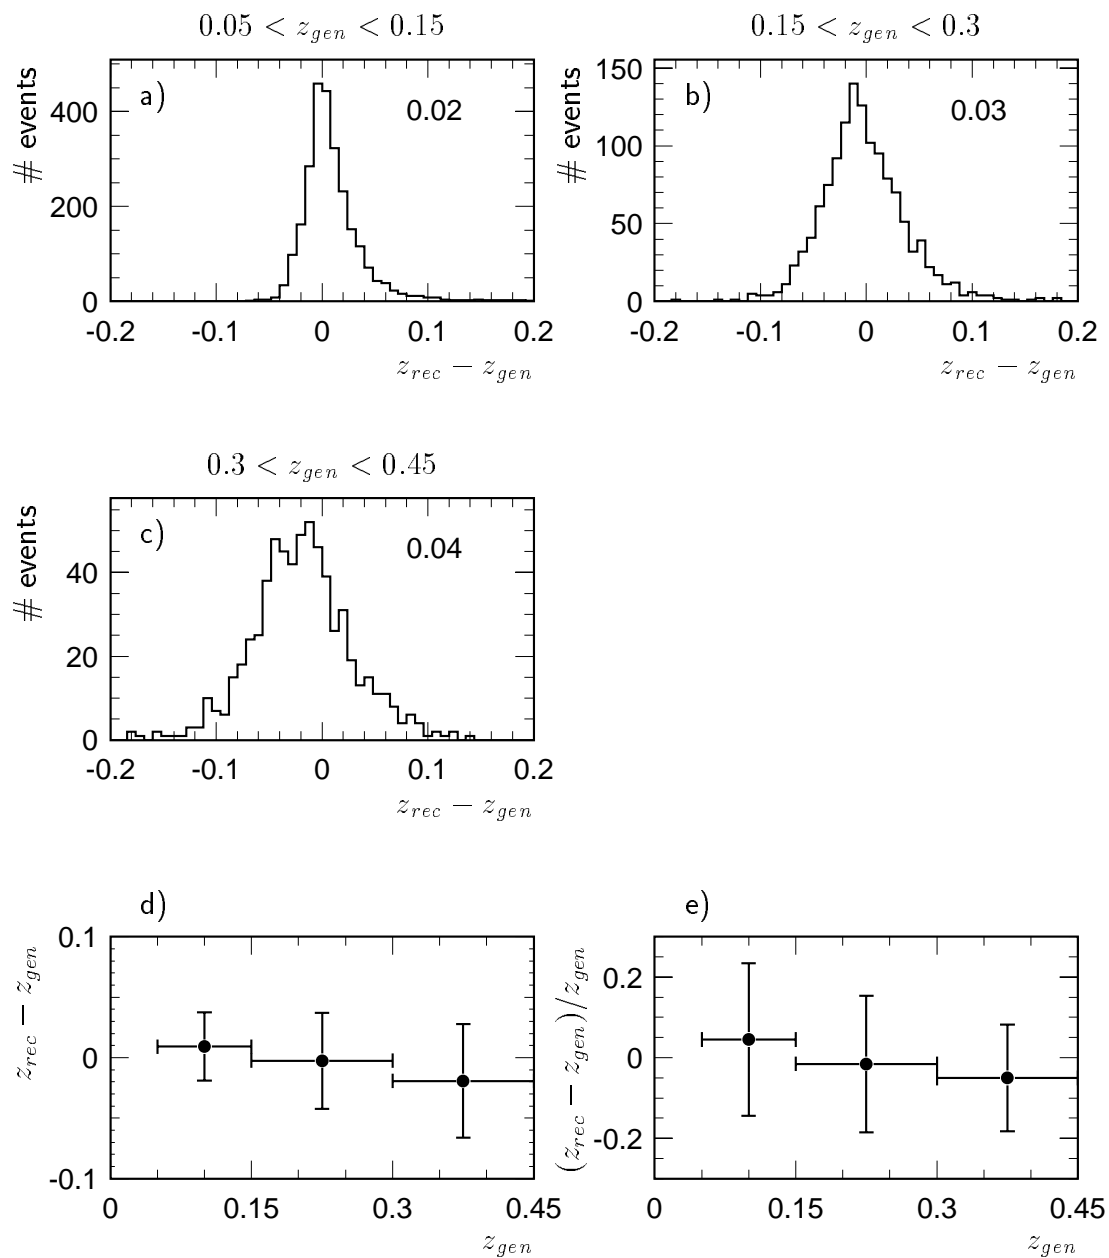 0.05 < z_gen < 0.15
a)
0.02
# events
400
200
0
-0.2 -0.1 0 0.1 0.2
z_rec − z_gen
0.15 < z_gen < 0.3
b)
0.03
# events
150
100
50
0
-0.2 -0.1 0 0.1 0.2
z_rec − z_gen
0.3 < z_gen < 0.45
c)
0.04
# events
40
20
0
-0.2 -0.1 0 0.1 0.2
z_rec − z_gen
d)
z_rec − z_gen
0.1
0
-0.1
0 0.15 0.3 0.45
z_gen
e)
(z_rec − z_gen)/z_gen
0.2
0
-0.2
0 0.15 0.3 0.45
z_gen